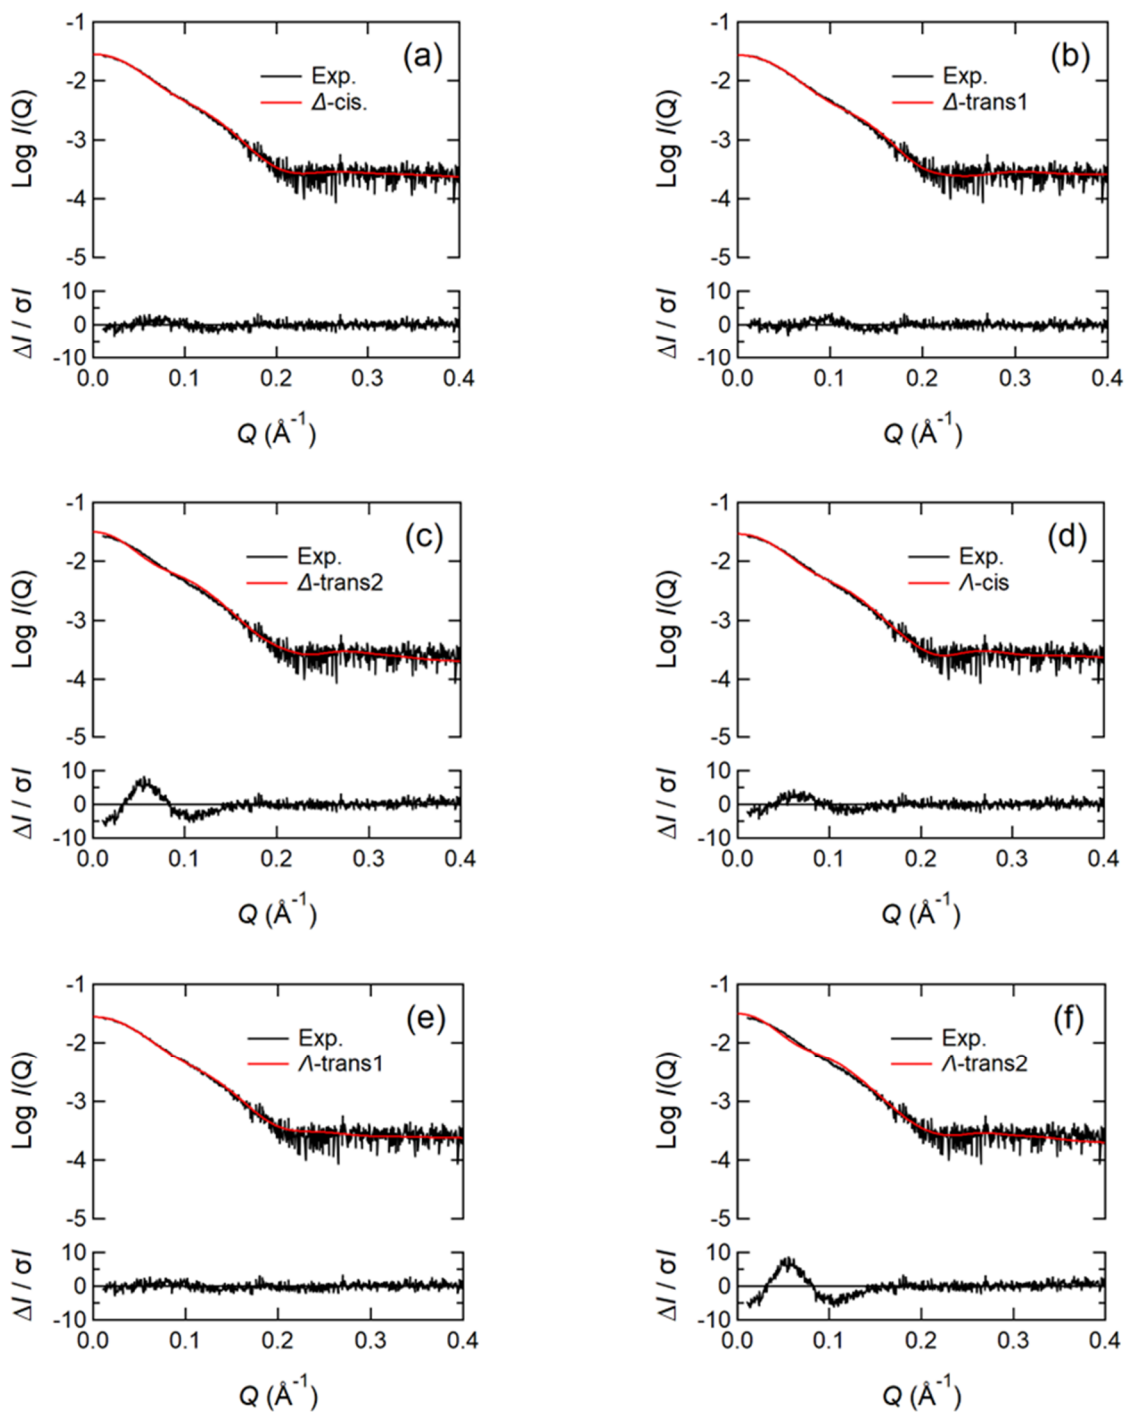 -1
-2
-3
-4
-5
Log I(Q)
(a)
Exp.
Δ-cis.
10
0
-10
ΔI / σI
0.0 0.1 0.2 0.3 0.4
Q (Å⁻¹)
-1
-2
-3
-4
-5
Log I(Q)
(b)
Exp.
Δ-trans1
10
0
-10
ΔI / σI
0.0 0.1 0.2 0.3 0.4
Q (Å⁻¹)
-1
-2
-3
-4
-5
Log I(Q)
(c)
Exp.
Δ-trans2
10
0
-10
ΔI / σI
0.0 0.1 0.2 0.3 0.4
Q (Å⁻¹)
-1
-2
-3
-4
-5
Log I(Q)
(d)
Exp.
Λ-cis
10
0
-10
ΔI / σI
0.0 0.1 0.2 0.3 0.4
Q (Å⁻¹)
-1
-2
-3
-4
-5
Log I(Q)
(e)
Exp.
Λ-trans1
10
0
-10
ΔI / σI
0.0 0.1 0.2 0.3 0.4
Q (Å⁻¹)
-1
-2
-3
-4
-5
Log I(Q)
(f)
Exp.
Λ-trans2
10
0
-10
ΔI / σI
0.0 0.1 0.2 0.3 0.4
Q (Å⁻¹)